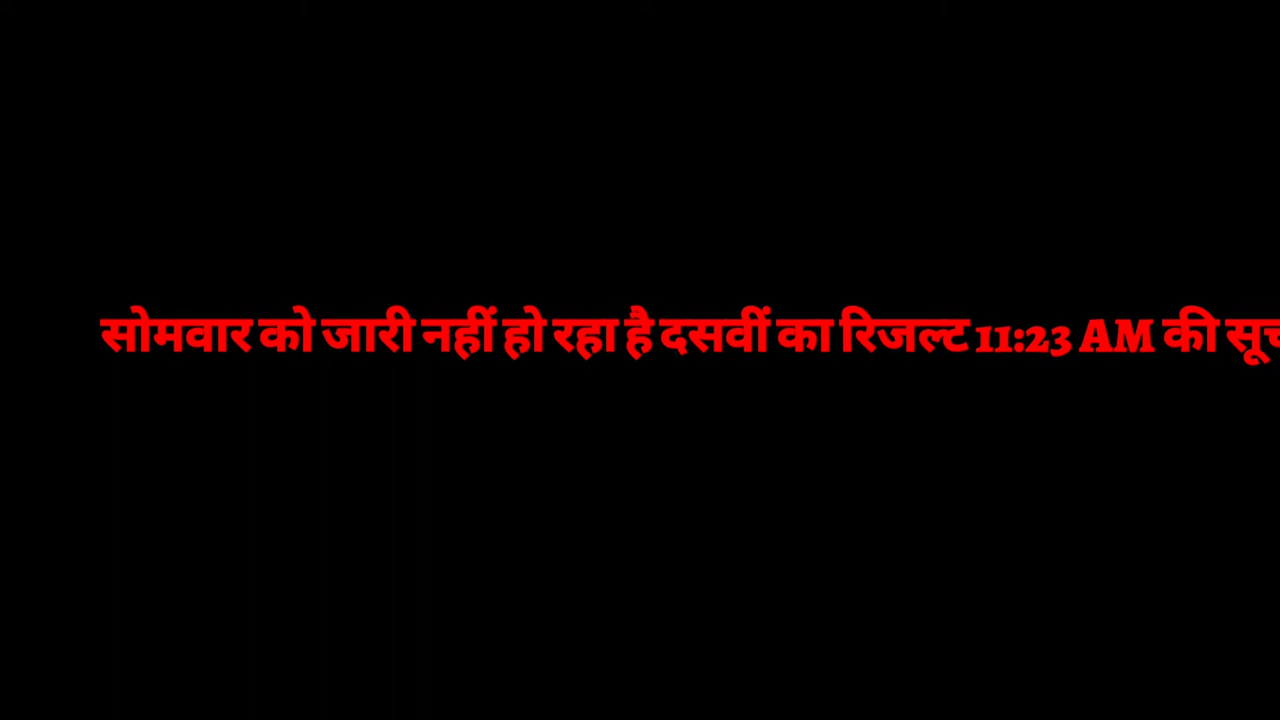 सोमवार को जारी नहीं हो रहा है दसवीं का रिजल्ट 11:23 AM की